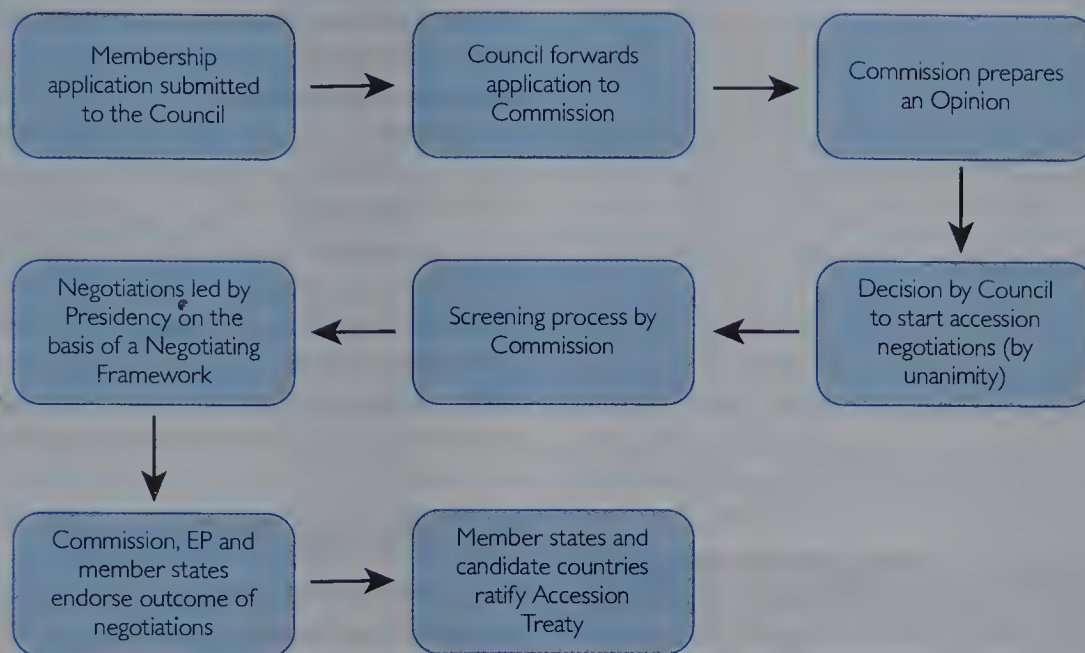 Membership
application submitted
to the Council
Council forwards
application to
Commission
Commission prepares
an Opinion
Decision by Council
to start accession
negotiations (by
unanimity)
Screening process by
Commission
Negotiations led by
Presidency on the
basis of a Negotiating
Framework
Commission, EP and
member states
endorse outcome of
negotiations
Member states and
candidate countries
ratify Accession
Treaty